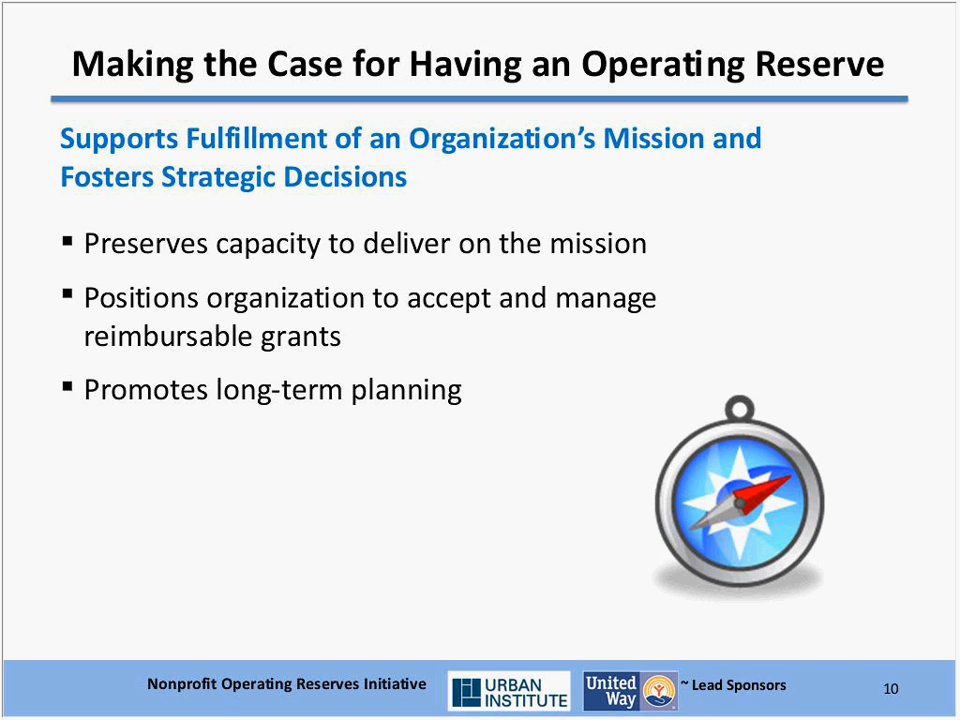 Making the Case for Having an Operating Reserve
Supports Fulfillment of an Organization's Mission and
Fosters Strategic Decisions
▪ Preserves capacity to deliver on the mission
▪ Positions organization to accept and manage
reimbursable grants
▪ Promotes long-term planning
Nonprofit Operating Reserves Initiative
URBAN
INSTITUTE
United
Way
~ Lead Sponsors
10